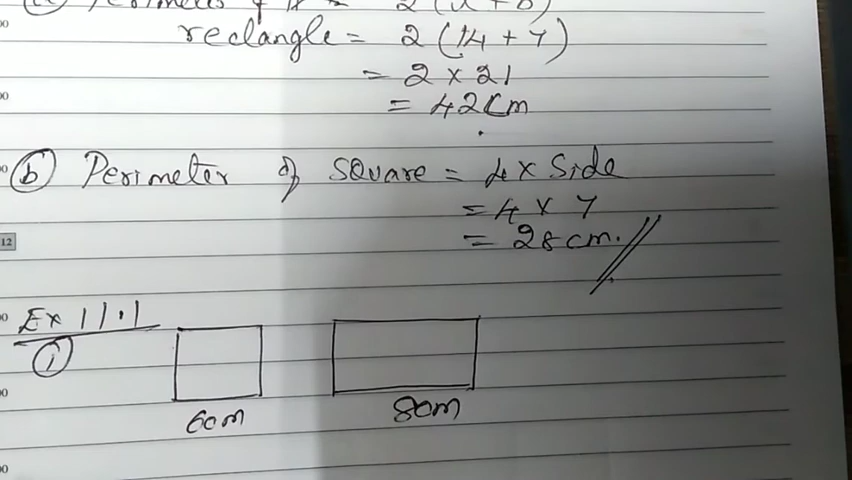 rectangle = 2 (14 + 7)
= 2 × 21
= 42 cm
(b) Perimeter of square = 4 × side
= 4 × 7
= 28 cm.
12
Ex 11.1
(i)
60m
80m